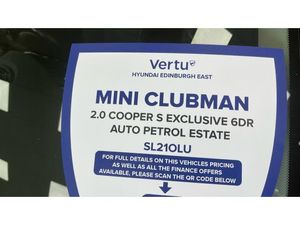 Vertu
HYUNDAI EDINBURGH EAST
MINI CLUBMAN
2.0 COOPER S EXCLUSIVE 6DR
AUTO PETROL ESTATE
SL21OLU
FOR FULL DETAILS ON THIS VEHICLES PRICING
AS WELL AS ALL THE FINANCE OFFERS
AVAILABLE, PLEASE SCAN THE QR CODE BELOW